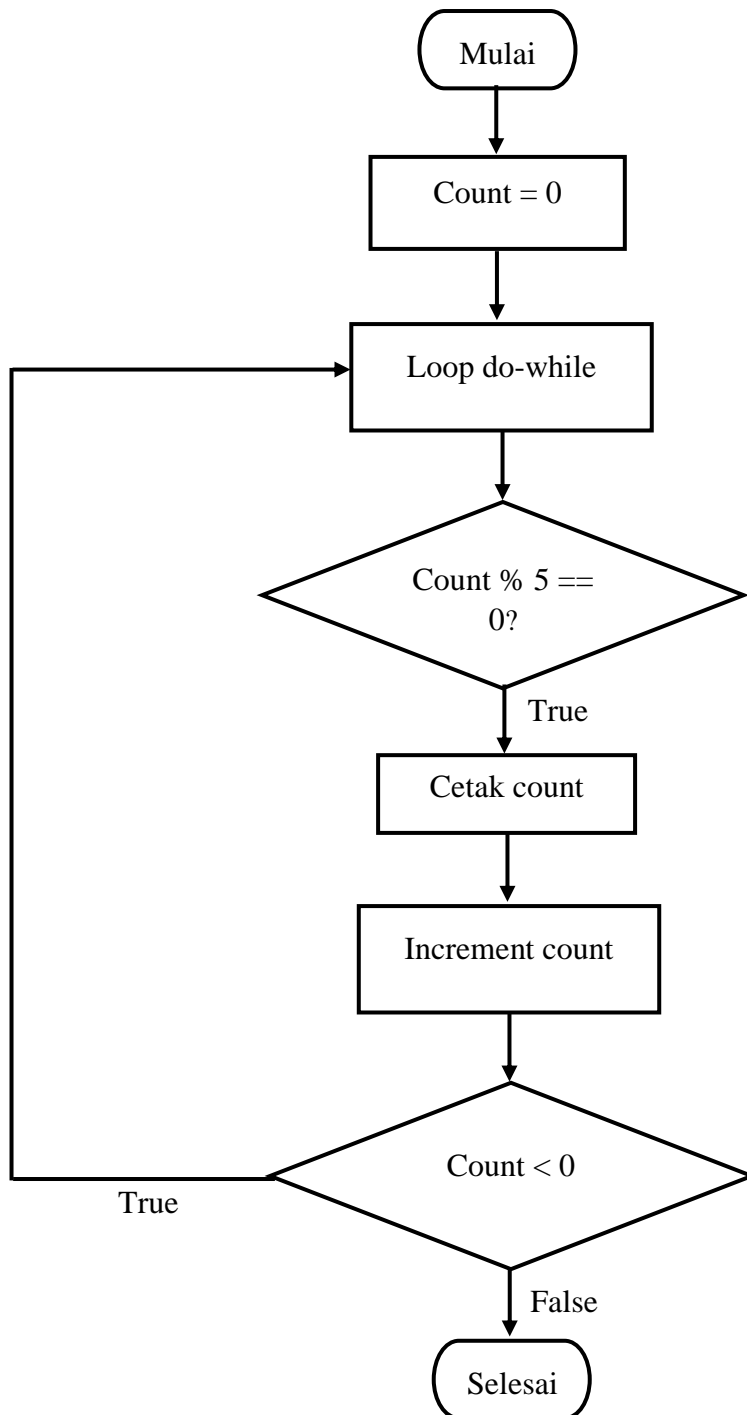 Mulai
Count = 0
Loop do-while
Count % 5 ==
0?
True
Cetak count
Increment count
Count < 0
True
False
Selesai